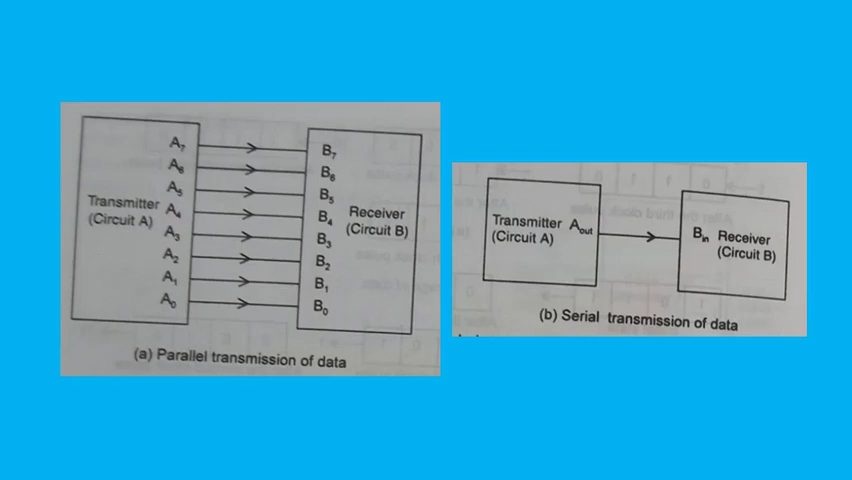 A7
A6
A5
A4
A3
A2
A1
A0
Transmitter
(Circuit A)
B7
B6
B5
B4
B3
B2
B1
B0
Receiver
(Circuit B)
(a) Parallel transmission of data
Transmitter Aout
(Circuit A)
Bin Receiver
(Circuit B)
(b) Serial transmission of data